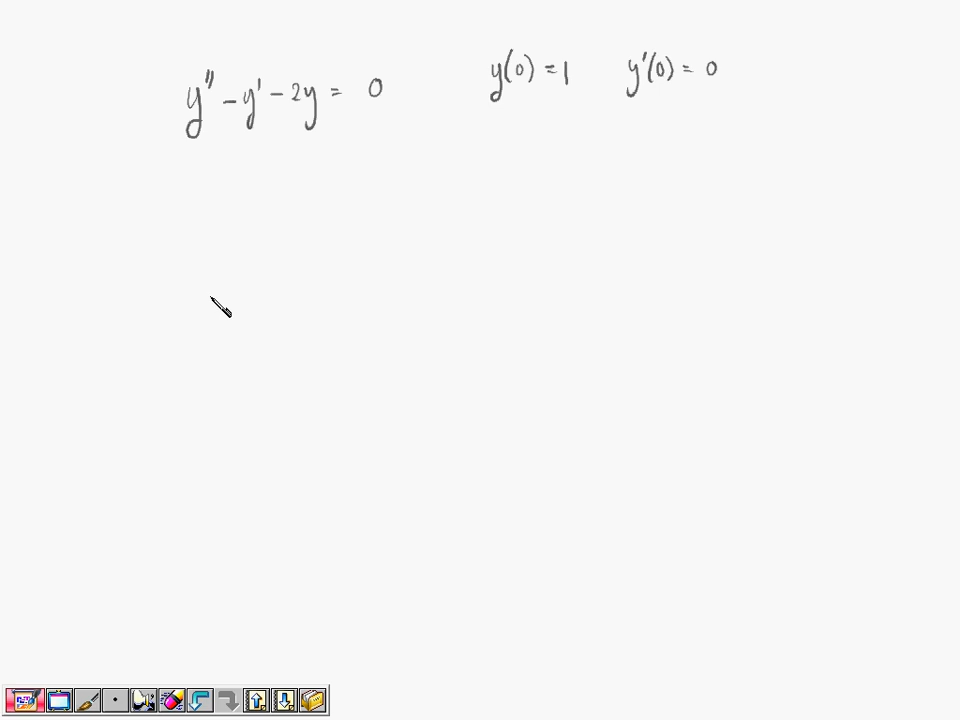 y'' - y' - 2y = 0 y(0) = 1 y'(0) = 0